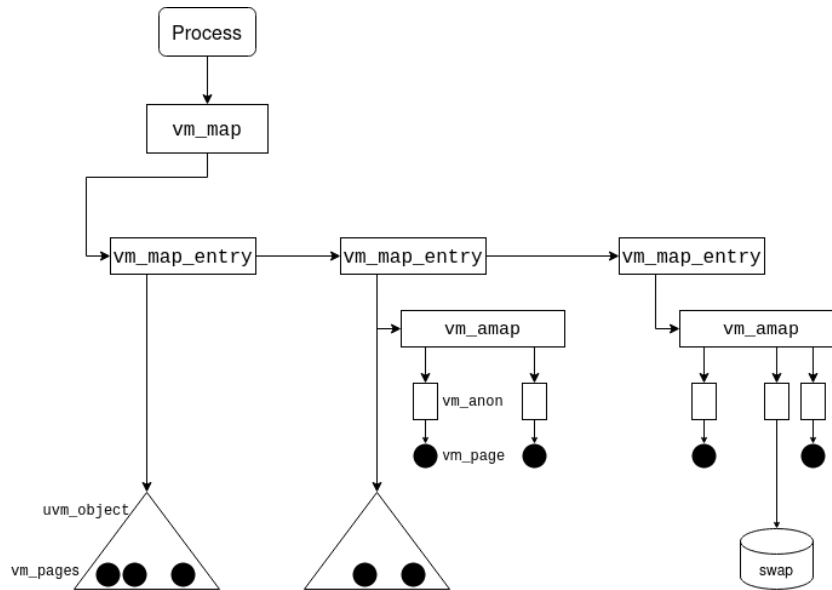 Process
vm_map
vm_map_entry
vm_map_entry
vm_map_entry
vm_amap
vm_amap
vm_anon
vm_page
uvm_object
vm_pages
swap